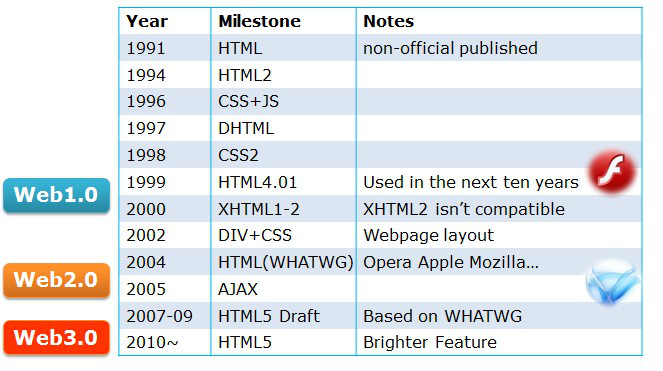 Year Milestone Notes
1991 HTML non-official published
1994 HTML2
1996 CSS+JS
1997 DHTML
1998 CSS2
Web1.0 1999 HTML4.01 Used in the next ten years
2000 XHTML1-2 XHTML2 isn’t compatible
2002 DIV+CSS Webpage layout
2004 HTML(WHATWG) Opera Apple Mozilla…
Web2.0 2005 AJAX
2007-09 HTML5 Draft Based on WHATWG
Web3.0 2010~ HTML5 Brighter Feature